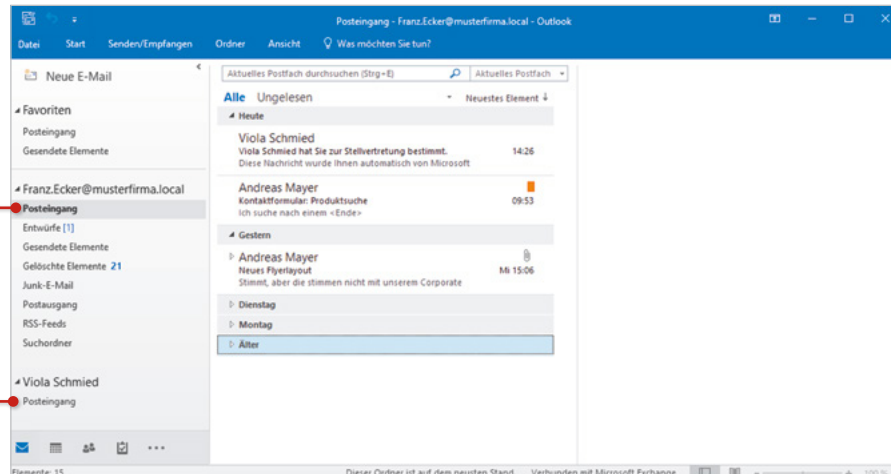 Posteingang - Franz.Ecker@musterfirma.local - Outlook
Datei Start Senden/Empfangen Ordner Ansicht Was möchten Sie tun?
Neue E-Mail
Favoriten
Posteingang
Gesendete Elemente
Franz.Ecker@musterfirma.local
Posteingang
Entwürfe [1]
Gesendete Elemente
Gelöschte Elemente 21
Junk-E-Mail
Postausgang
RSS-Feeds
Suchordner
Viola Schmied
Posteingang
Aktuelles Postfach durchsuchen (Strg+E) Aktuelles Postfach
Alle Ungelesen Neuestes Element
Heute
Viola Schmied
Viola Schmied hat Sie zur Stellvertretung bestimmt. 14:26
Diese Nachricht wurde Ihnen automatisch von Microsoft
Andreas Mayer
Kontaktformular: Produktsuche 09:53
Ich suche nach einem <Ende>
Gestern
Andreas Mayer
Neues Flyerlayout Mi 15:06
Stimmt, aber die stimmen nicht mit unserem Corporate
Dienstag
Montag
Älter
Elemente: 15 Dieser Ordner ist auf dem neusten Stand. Verbunden mit Microsoft Exchange 100 %